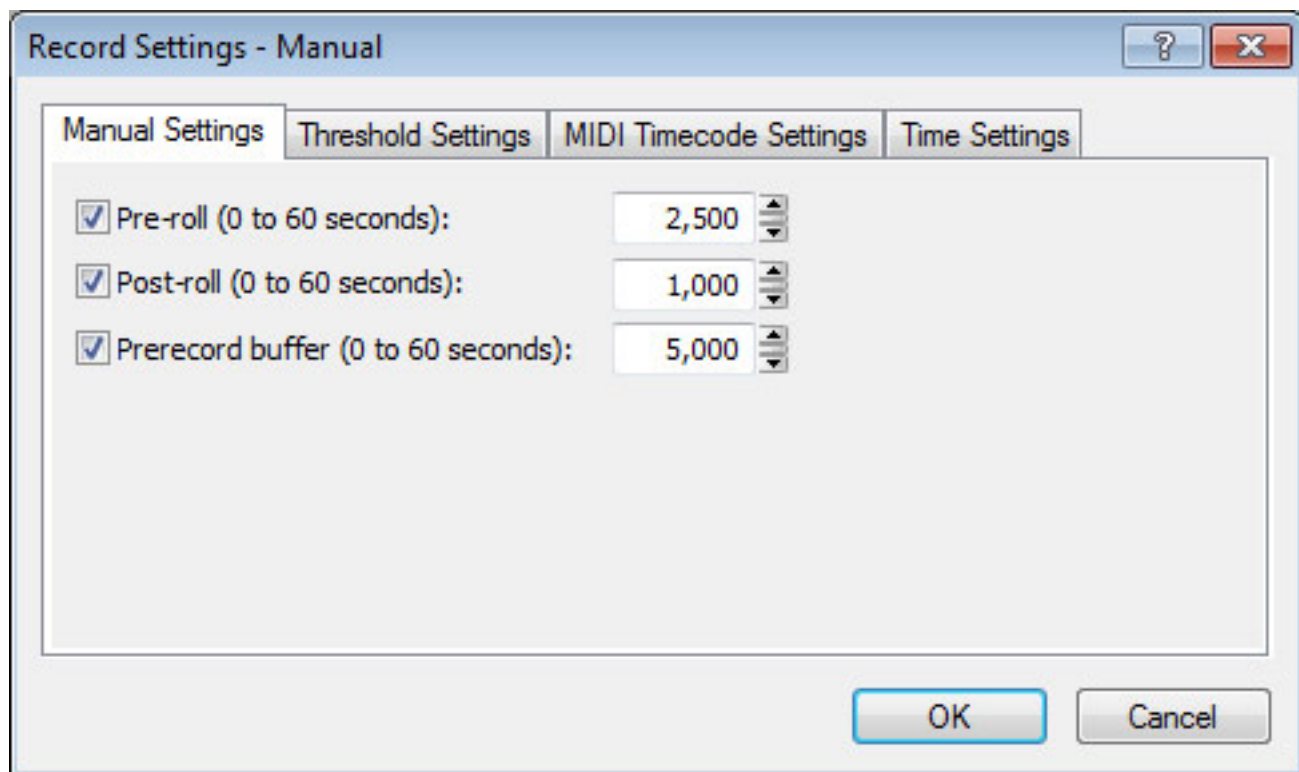 Record Settings - Manual
Manual Settings Threshold Settings MIDI Timecode Settings Time Settings
Pre-roll (0 to 60 seconds): 2,500
Post-roll (0 to 60 seconds): 1,000
Prerecord buffer (0 to 60 seconds): 5,000
OK Cancel